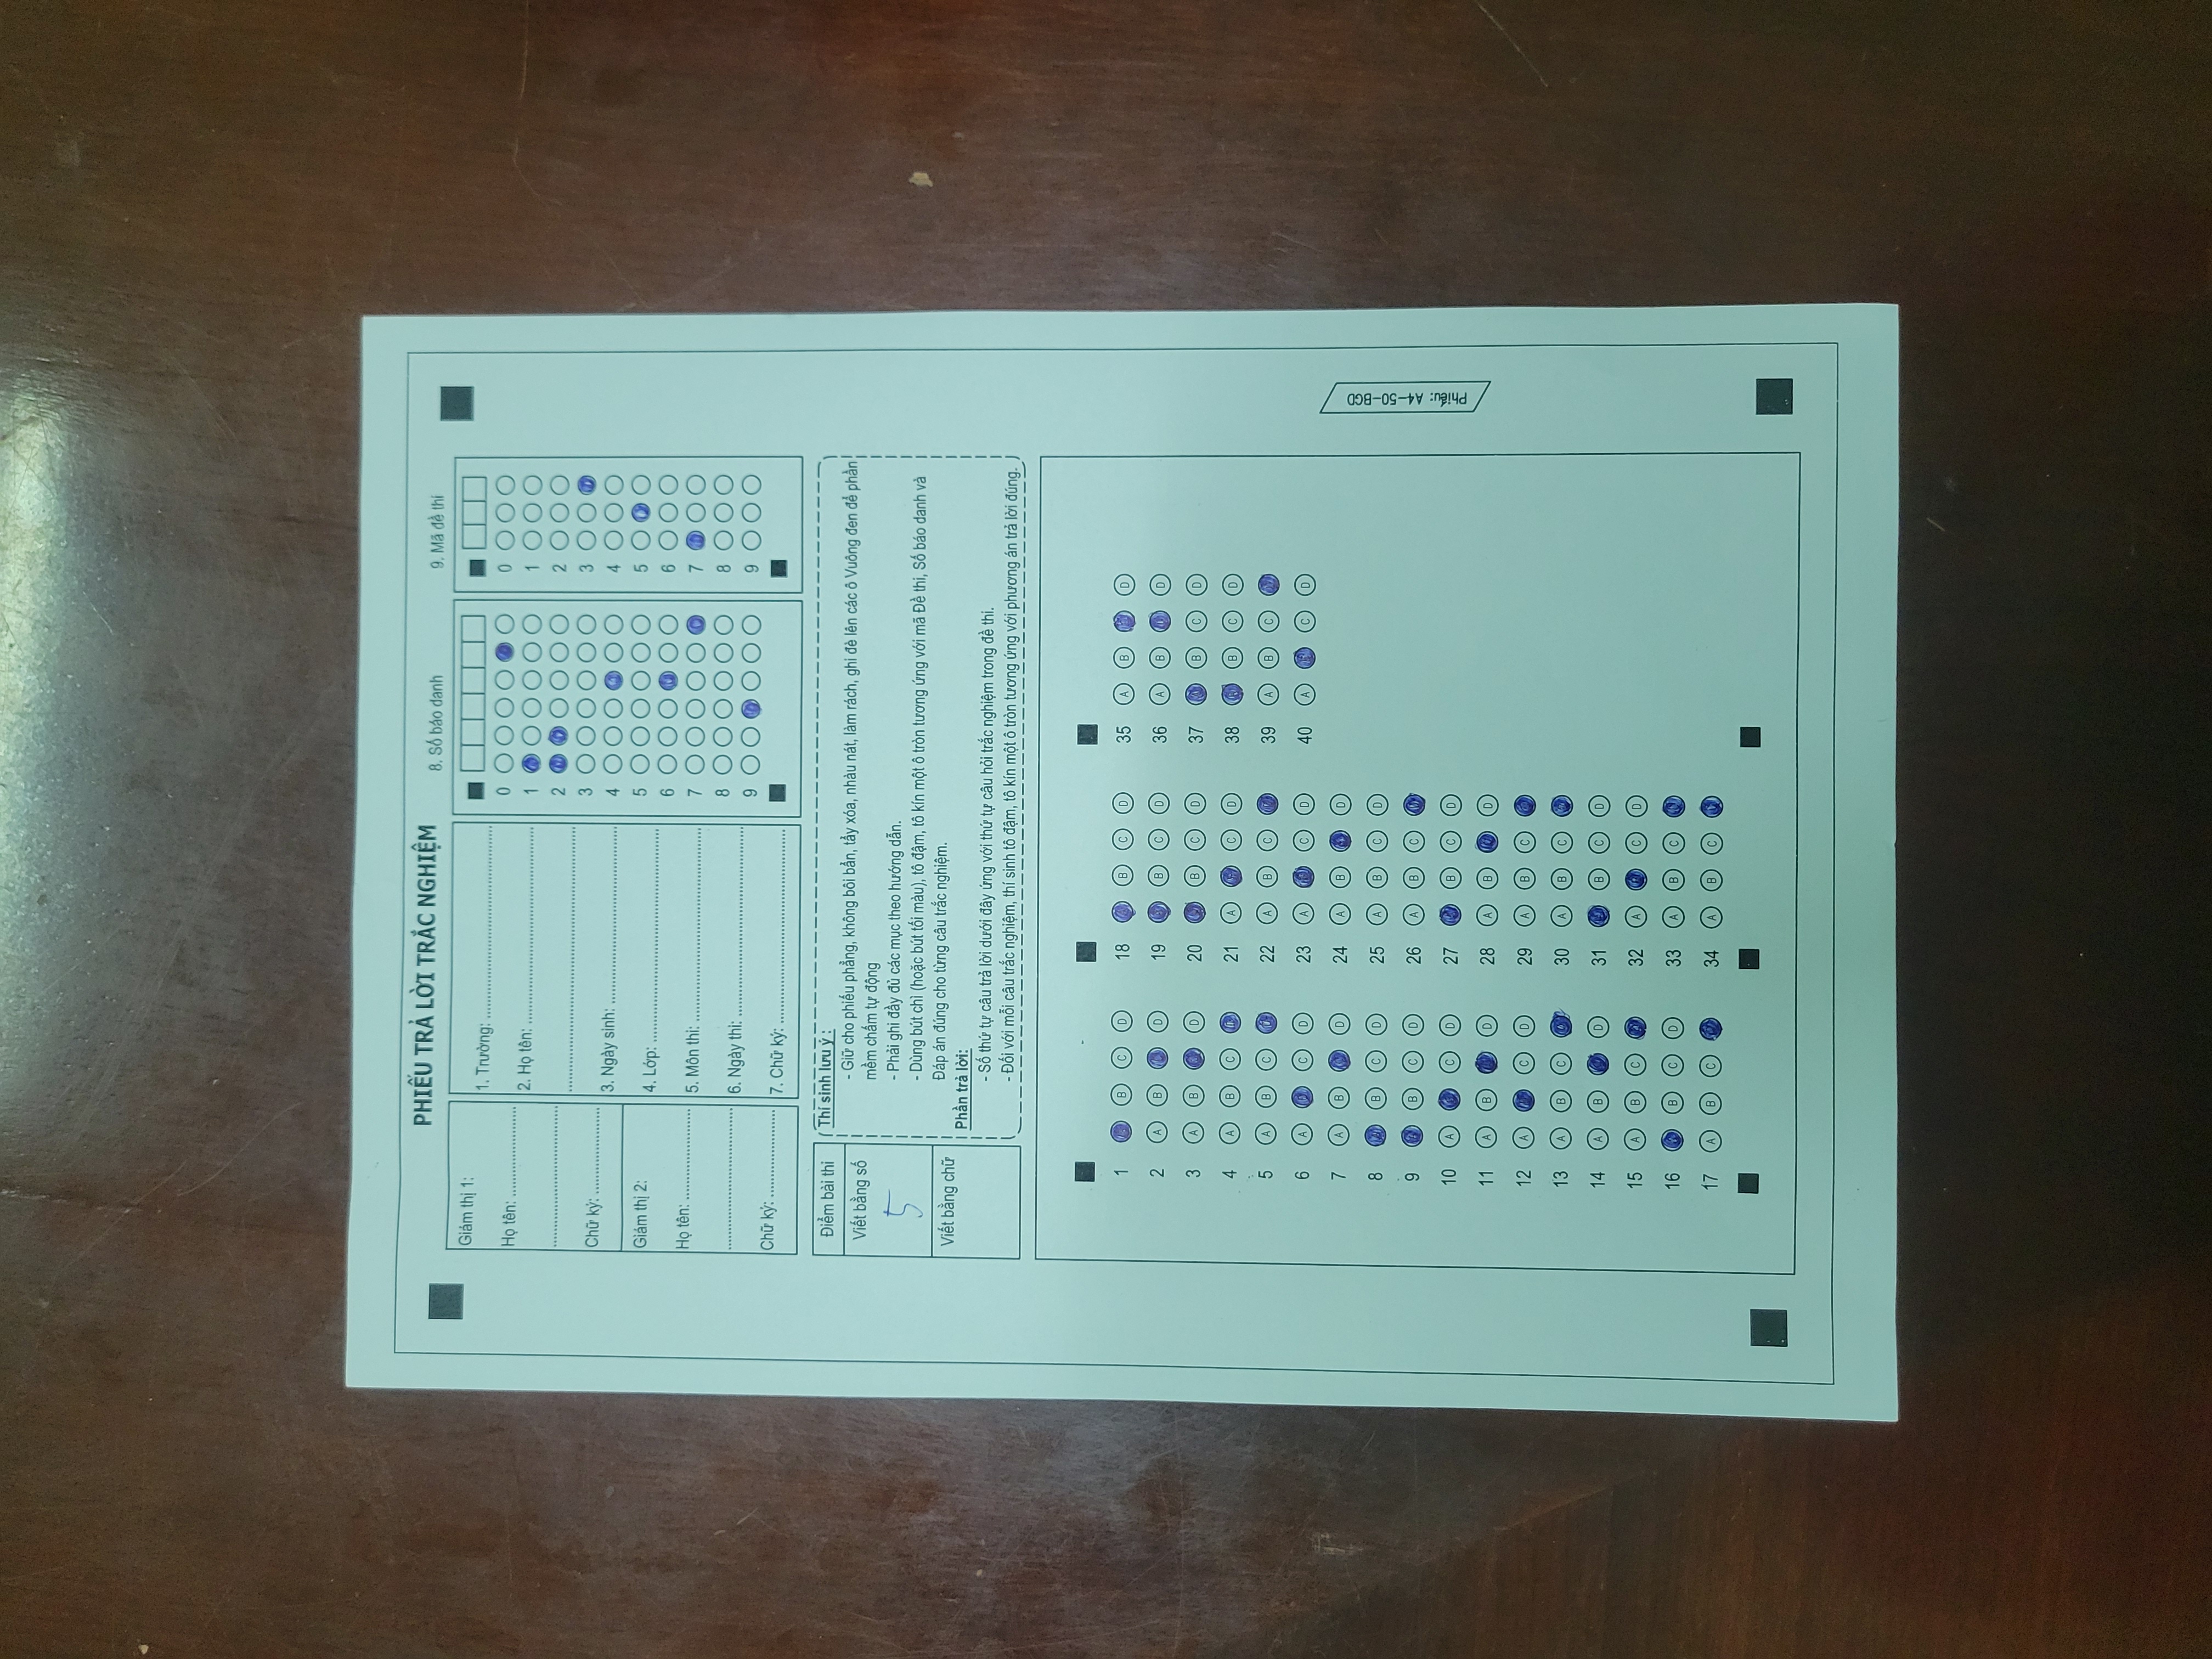 PHIẾU TRẢ LỜI TRẮC NGHIỆM
Giám thị 1:
Họ tên: ........................
........................
Chữ ký: ........................
Giám thị 2:
Họ tên: ........................
........................
Chữ ký: ........................
1. Trường: ........................
2. Họ tên: ........................
........................
3. Ngày sinh: ........................
4. Lớp: ........................
5. Môn thi: ........................
6. Ngày thi: ........................
7. Chữ ký: ........................
8. Số báo danh
0
1
2
3
4
5
6
7
8
9
9. Mã đề thi
0
1
2
3
4
5
6
7
8
9
Điểm bài thi
Viết bằng số
5
Viết bằng chữ
Thí sinh lưu ý :
- Giữ cho phiếu phẳng, không bôi bẩn, tẩy xóa, nhàu nát, làm rách, ghi đè lên các ô Vuông đen để phần
mềm chấm tự động
- Phải ghi đầy đủ các mục theo hướng dẫn.
- Dùng bút chì (hoặc bút tối màu), tô đậm, tô kín một ô tròn tương ứng với mã Đề thi, Số báo danh và
Đáp án đúng cho từng câu trắc nghiệm.
Phần trả lời:
- Số thứ tự câu trả lời dưới đây ứng với thứ tự câu hỏi trắc nghiệm trong đề thi.
- Đối với mỗi câu trắc nghiệm, thí sinh tô đậm, tô kín một ô tròn tương ứng với phương án trả lời đúng.
1 B C D
2 A B D
3 A B D
4 A B C
5 A B C
6 A C D
7 A B D
8 B C D
9 B C D
10 A C D
11 A B D
12 A C D
13 A B C
14 A B D
15 A B C
16 B C D
17 A B C
18 B C D
19 B C D
20 B C D
21 A C D
22 A B C
23 A C D
24 A B D
25 A B C D
26 A B C
27 B C D
28 A B D
29 A B C
30 A B C
31 B C D
32 A C D
33 A B C
34 A B C
35 A B D
36 A B D
37 B C D
38 B C D
39 A B C
40 A C D
Phiếu: A4-50-BGD